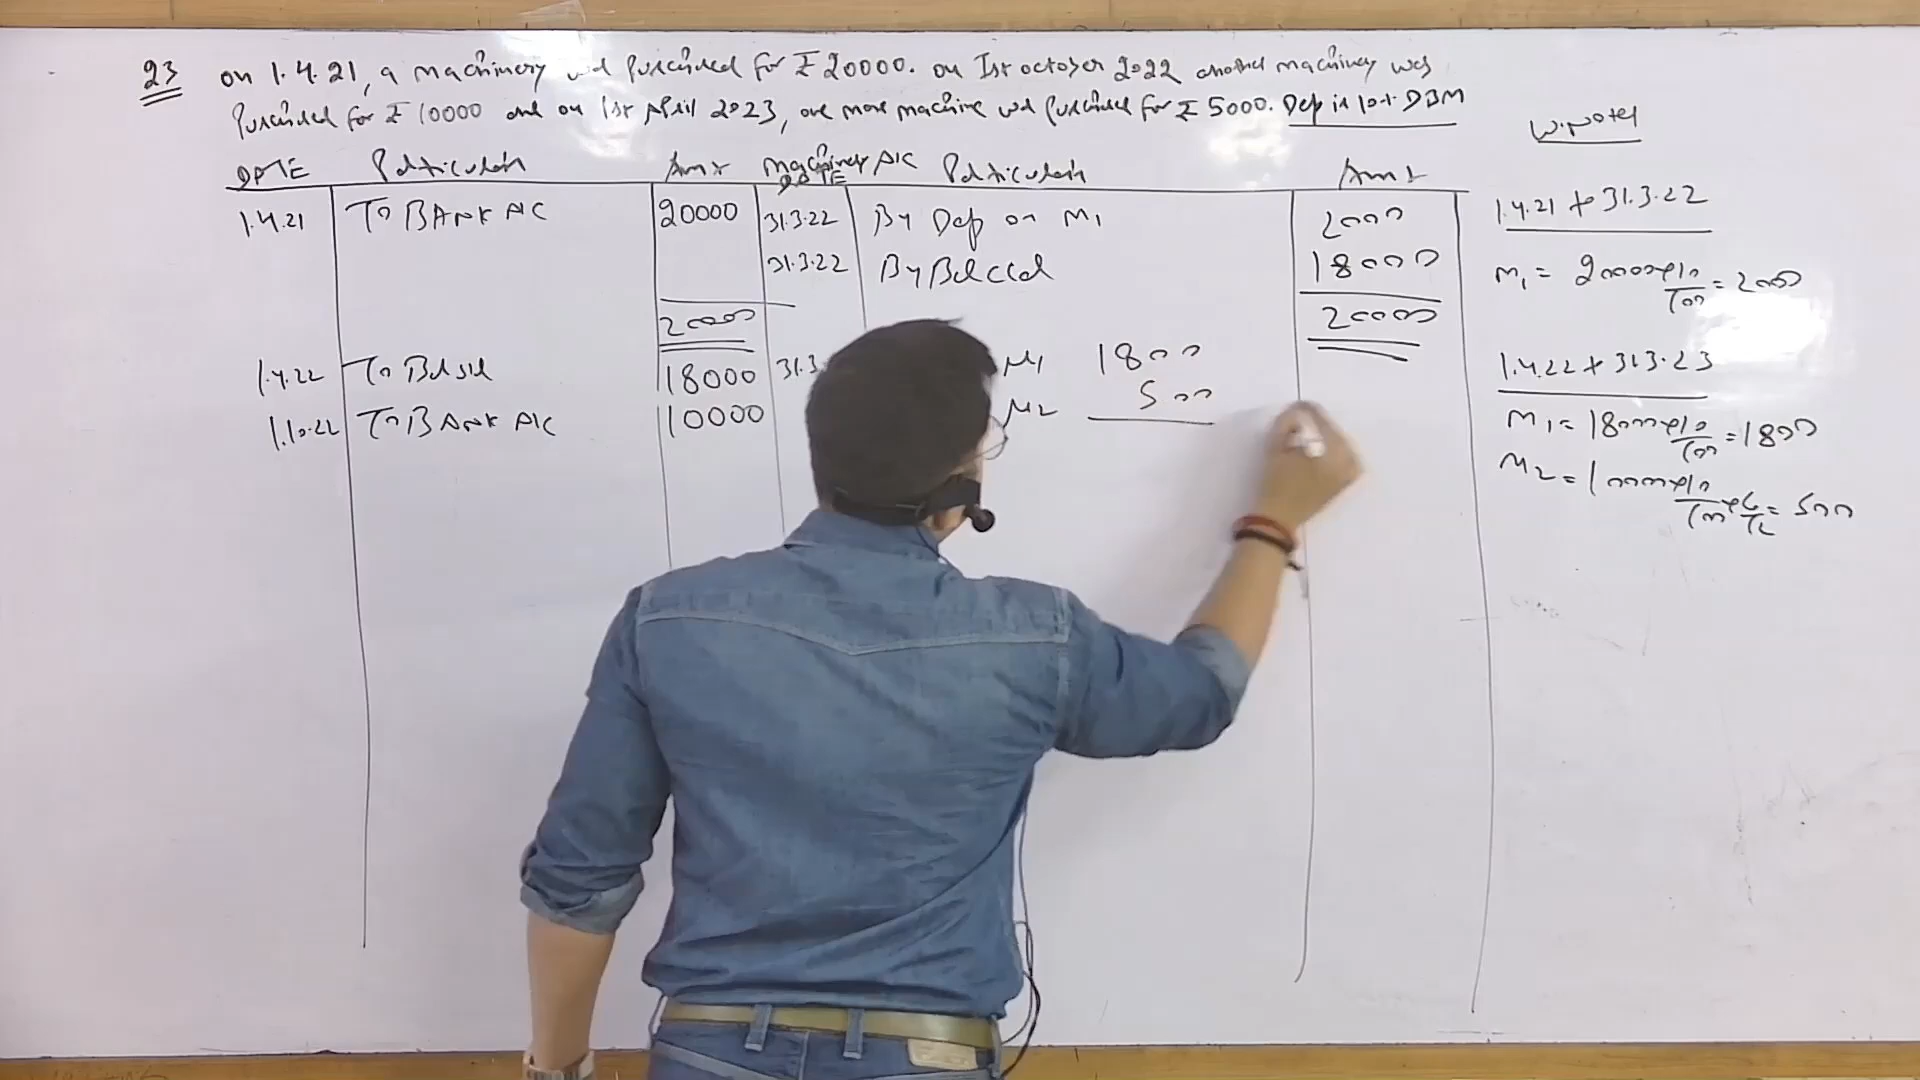 23 on 1.4.21, a machinery was purchased for ₹ 20000. on 1st october 2022 another machinery was
purchased for ₹ 10000 and on 1st April 2023, one more machine was purchased for ₹ 5000. Dep is 10% DBM
W.Notes
Machinery A/C
DATE Particulars Amt DATE Particulars Amt
1.4.21 To BANK A/C 20000 31.3.22 By Dep on M1 2000
31.3.22 By Bal c/d 18000
20000 20000
1.4.22 To Bal b/d 18000 31.3 M1 1800
1.10.22 To BANK A/C 10000 M2 500
1.4.21 to 31.3.22
M1 = 20000×10/100 = 2000
1.4.22 to 31.3.23
M1 = 18000×10/100 = 1800
M2 = 10000×10/100×6/12 = 500